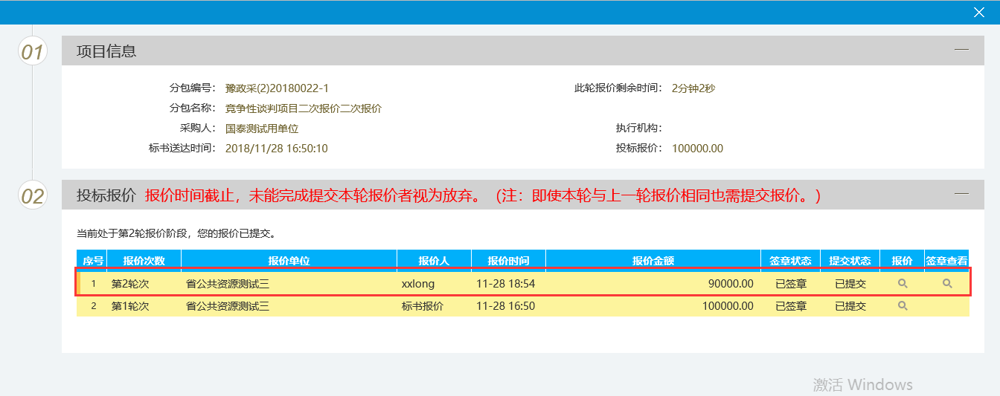 01 项目信息
分包编号： 豫政采(2)20180022-1 此轮报价剩余时间： 2分钟2秒
分包名称： 竞争性谈判项目二次报价二次报价
采购人： 国泰测试用单位 执行机构：
标书送达时间： 2018/11/28 16:50:10 投标报价： 100000.00
02 投标报价 报价时间截止，未能完成提交本轮报价者视为放弃。（注：即使本轮与上一轮报价相同也需提交报价。）
当前处于第2轮报价阶段，您的报价已提交。
序号 报价次数 报价单位 报价人 报价时间 报价金额 签章状态 提交状态 报价 签章查看
1 第2轮次 省公共资源测试三 xxlong 11-28 18:54 90000.00 已签章 已提交
2 第1轮次 省公共资源测试三 标书报价 11-28 16:50 100000.00 已签章 已提交
激活 Windows